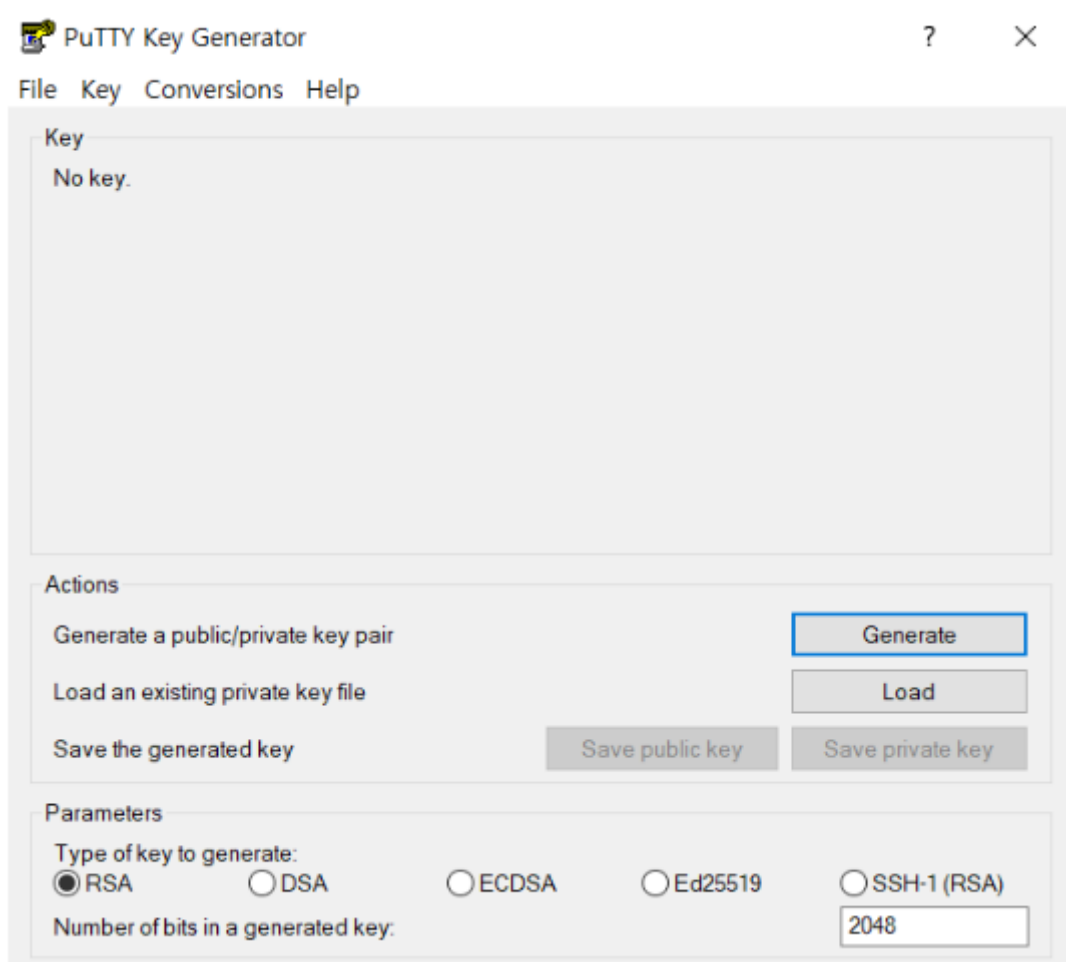 PuTTY Key Generator ?
File Key Conversions Help
Key
No key.
Actions
Generate a public/private key pair Generate
Load an existing private key file Load
Save the generated key Save public key Save private key
Parameters
Type of key to generate:
RSA DSA ECDSA Ed25519 SSH-1 (RSA)
Number of bits in a generated key: 2048